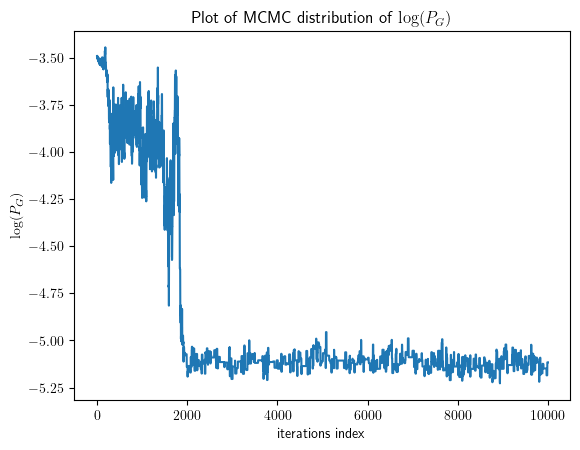 Plot of MCMC distribution of log(P_G)
log(P_G)
−3.50
−3.75
−4.00
−4.25
−4.50
−4.75
−5.00
−5.25
0 2000 4000 6000 8000 10000
iterations index